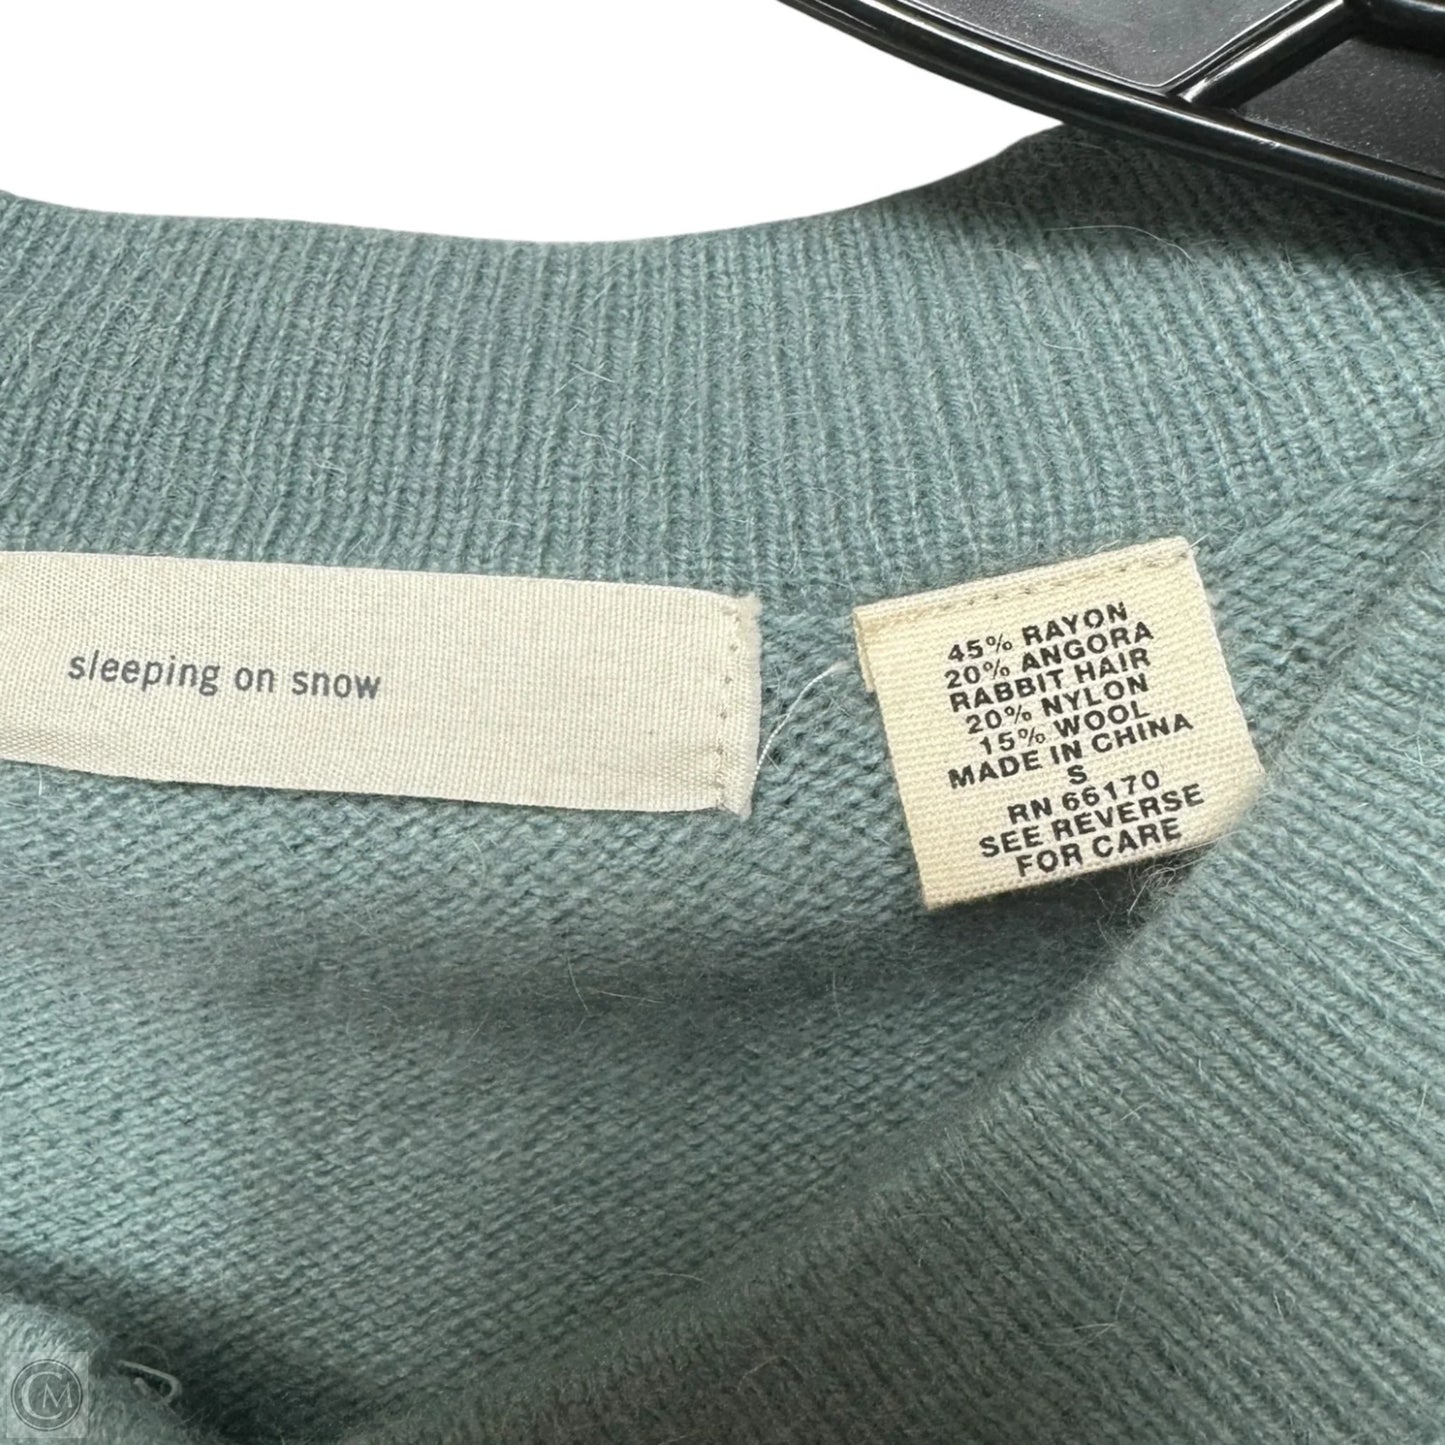 sleeping on snow
45% RAYON
20% ANGORA
RABBIT HAIR
20% NYLON
15% WOOL
MADE IN CHINA
S
RN 66170
SEE REVERSE
FOR CARE
CM